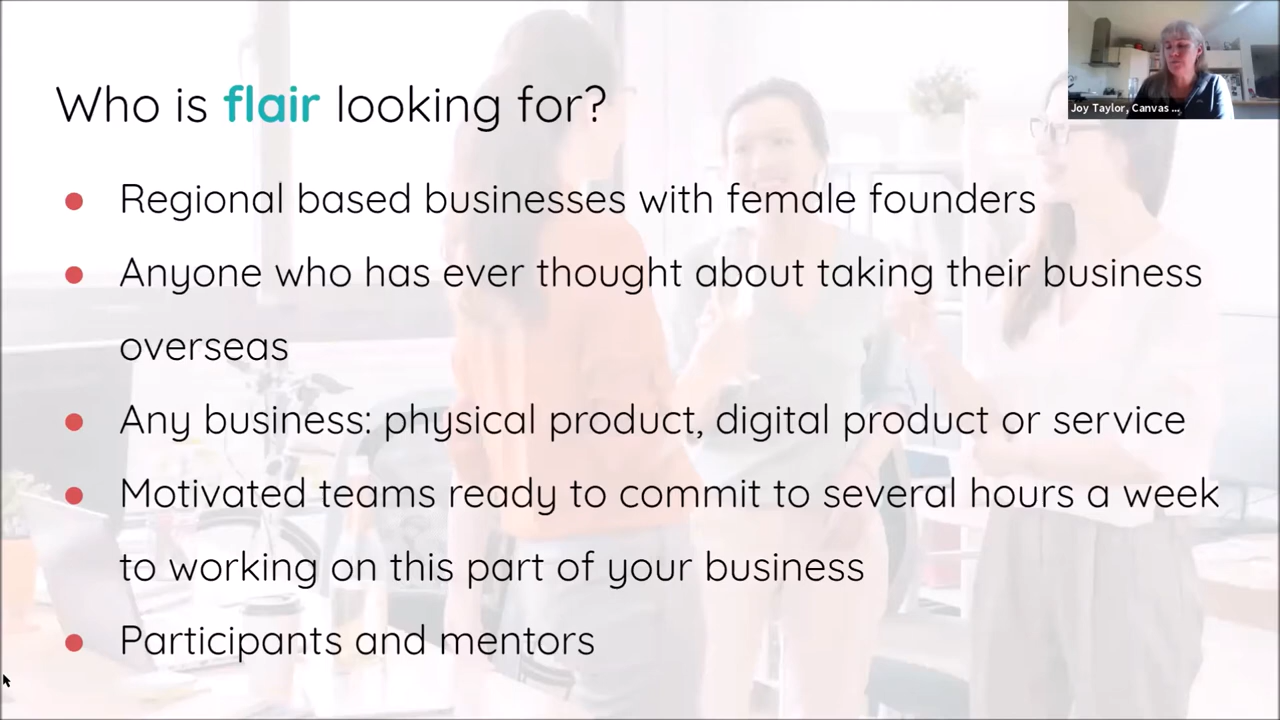 Who is flair looking for?
Joy Taylor, Canvas ...
● Regional based businesses with female founders
● Anyone who has ever thought about taking their business
overseas
● Any business: physical product, digital product or service
● Motivated teams ready to commit to several hours a week
to working on this part of your business
● Participants and mentors